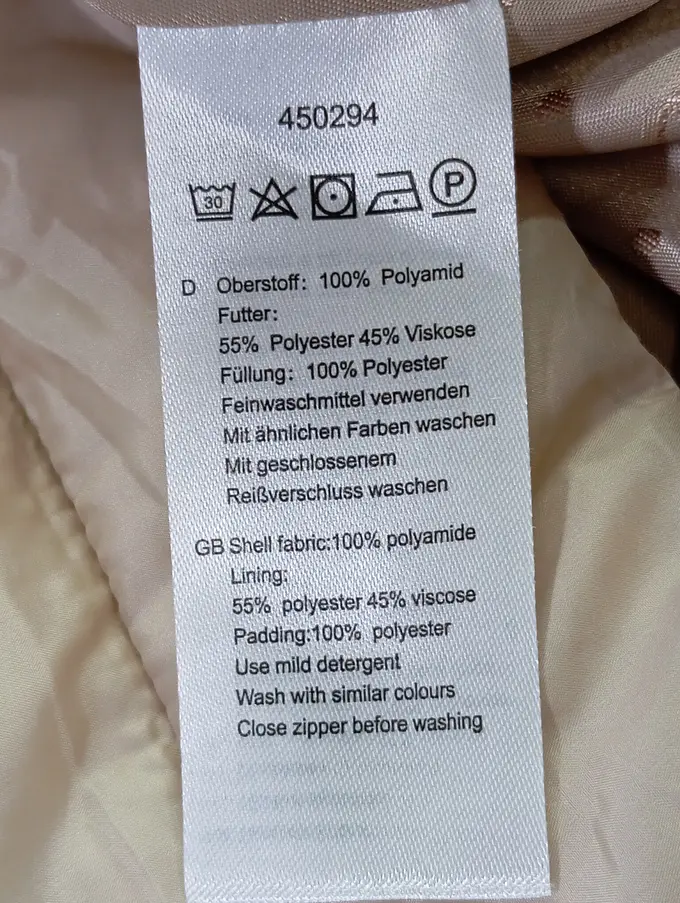 450294
30 P
D Oberstoff: 100% Polyamid
Futter:
55% Polyester 45% Viskose
Füllung: 100% Polyester
Feinwaschmittel verwenden
Mit ähnlichen Farben waschen
Mit geschlossenem
Reißverschluss waschen
GB Shell fabric:100% polyamide
Lining:
55% polyester 45% viscose
Padding:100% polyester
Use mild detergent
Wash with similar colours
Close zipper before washing